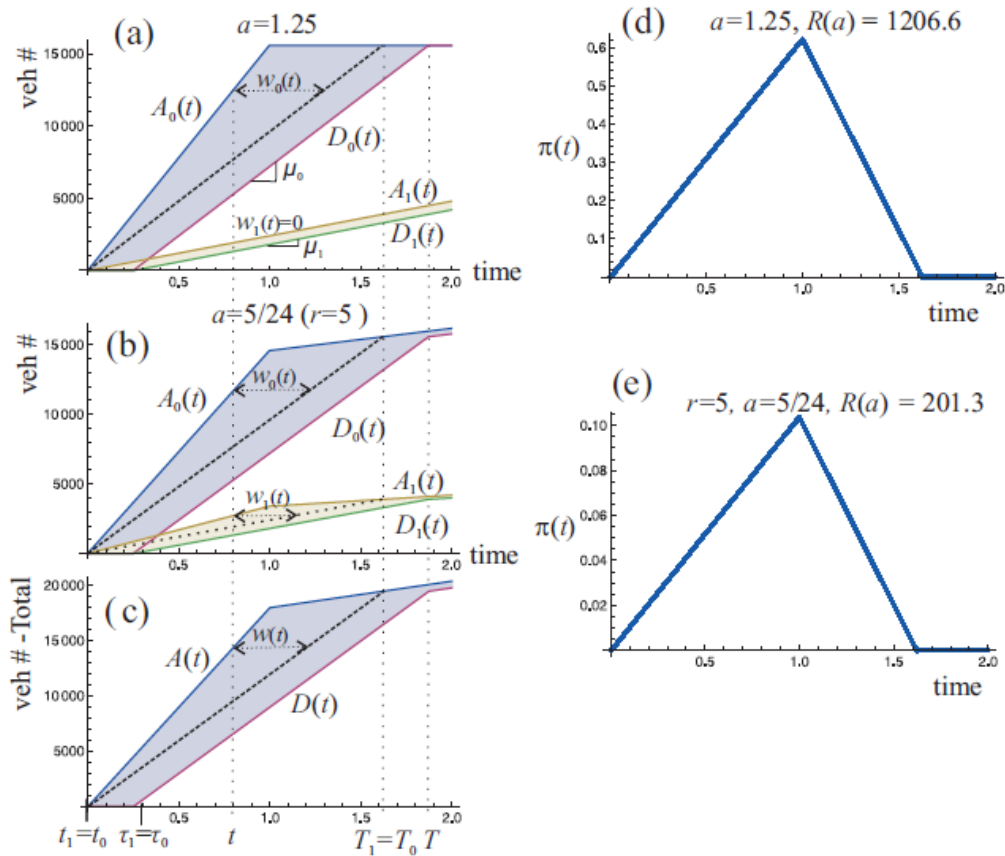 (a)
a=1.25
veh #
15000
10000
5000
A₀(t)
w₀(t)
D₀(t)
μ₀
A₁(t)
w₁(t)=0
D₁(t)
μ₁
0.5
1.0
1.5
2.0
time
(b)
a=5/24 (r=5 )
veh #
15000
10000
5000
A₀(t)
w₀(t)
D₀(t)
A₁(t)
w₁(t)
D₁(t)
0.5
1.0
1.5
2.0
time
(c)
veh # -Total
20000
15000
10000
5000
A(t)
w(t)
D(t)
0.5
1.0
1.5
2.0
t₁=t₀
τ₁=τ₀
t
T₁=T₀ T
(d)
a=1.25, R(a) = 1206.6
π(t)
0.6
0.5
0.4
0.3
0.2
0.1
0.5
1.0
1.5
2.0
time
(e)
r=5, a=5/24, R(a) = 201.3
π(t)
0.10
0.08
0.06
0.04
0.02
0.5
1.0
1.5
2.0
time